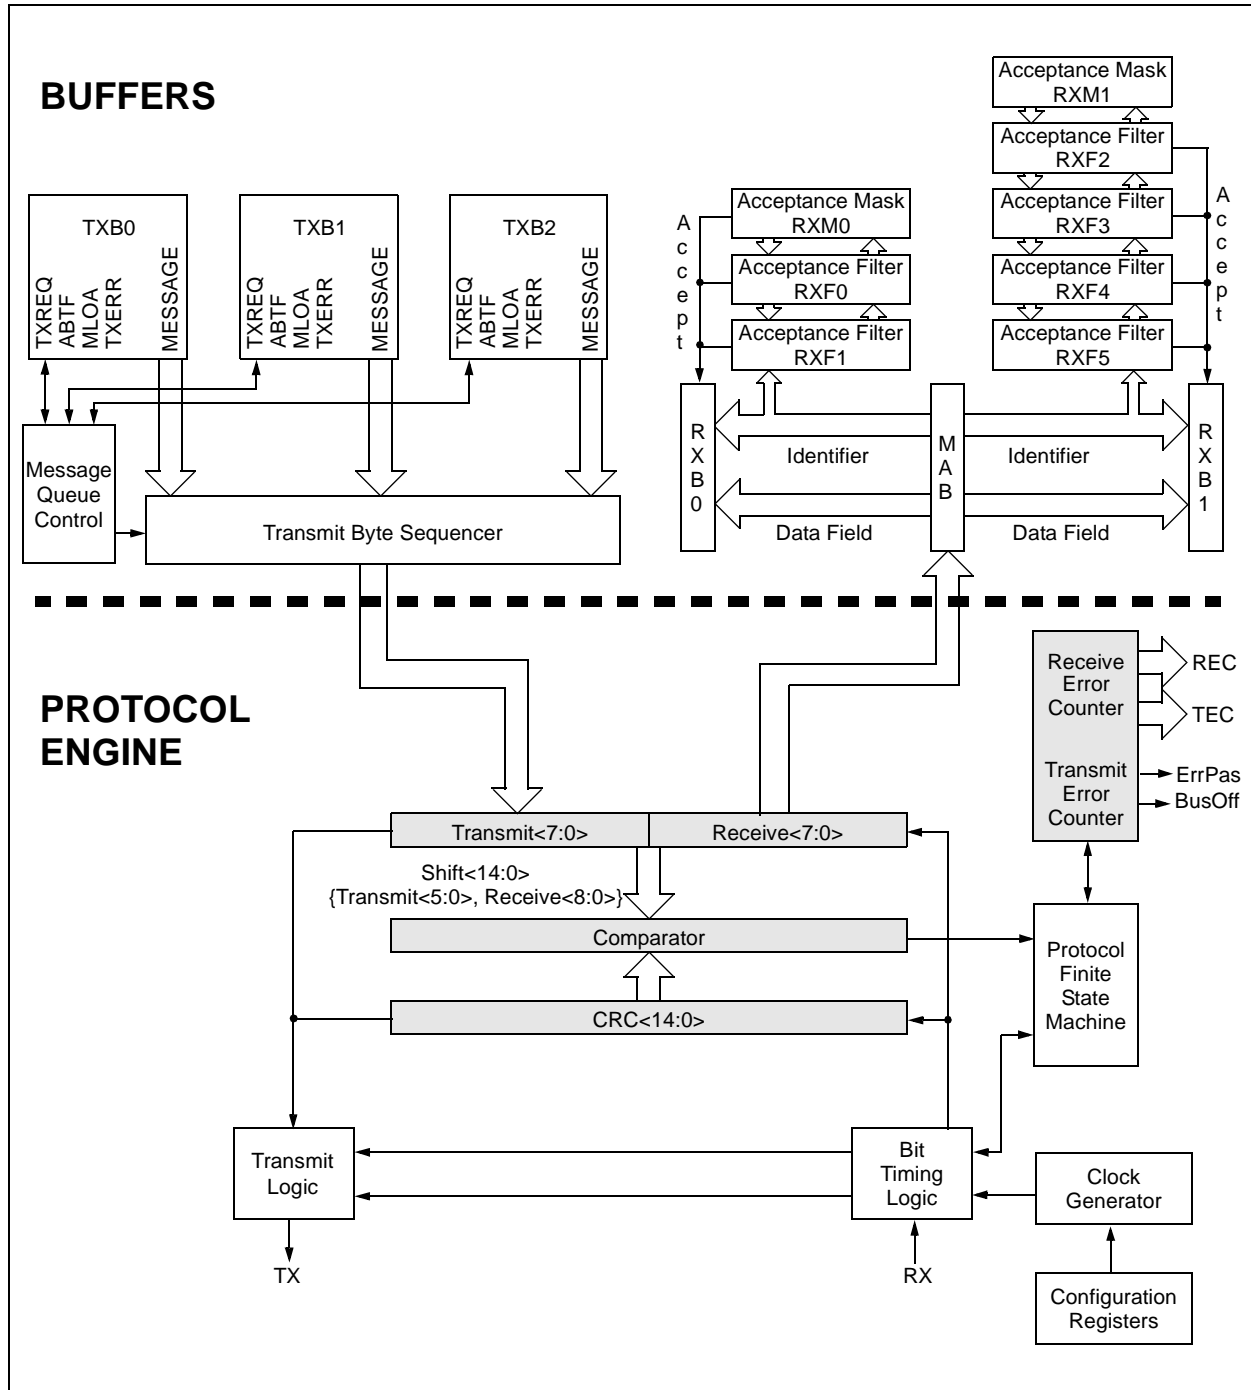 BUFFERS
TXB0
TXREQ
ABTF
MLOA
TXERR
MESSAGE
TXB1
TXREQ
ABTF
MLOA
TXERR
MESSAGE
TXB2
TXREQ
ABTF
MLOA
TXERR
MESSAGE
Message
Queue
Control
Transmit Byte Sequencer
Accept
Acceptance Mask
RXM0
Acceptance Filter
RXF0
Acceptance Filter
RXF1
Acceptance Mask
RXM1
Acceptance Filter
RXF2
Acceptance Filter
RXF3
Acceptance Filter
RXF4
Acceptance Filter
RXF5
Accept
RXB0
Identifier
Data Field
MAB
Identifier
Data Field
RXB1
PROTOCOL
ENGINE
Receive
Error
Counter
Transmit
Error
Counter
REC
TEC
ErrPas
BusOff
Transmit<7:0>
Receive<7:0>
Shift<14:0>
{Transmit<5:0>, Receive<8:0>}
Comparator
CRC<14:0>
Protocol
Finite
State
Machine
Transmit
Logic
Bit
Timing
Logic
Clock
Generator
TX
RX
Configuration
Registers